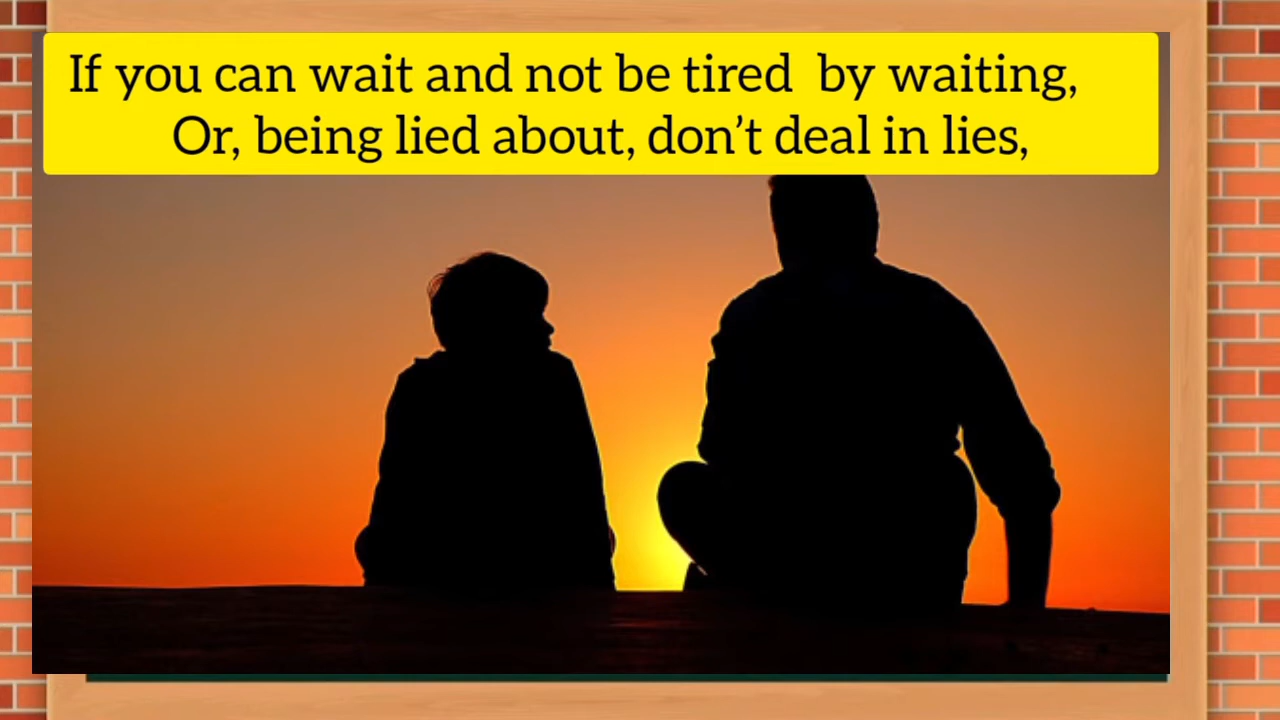 If you can wait and not be tired by waiting,
Or, being lied about, don’t deal in lies,